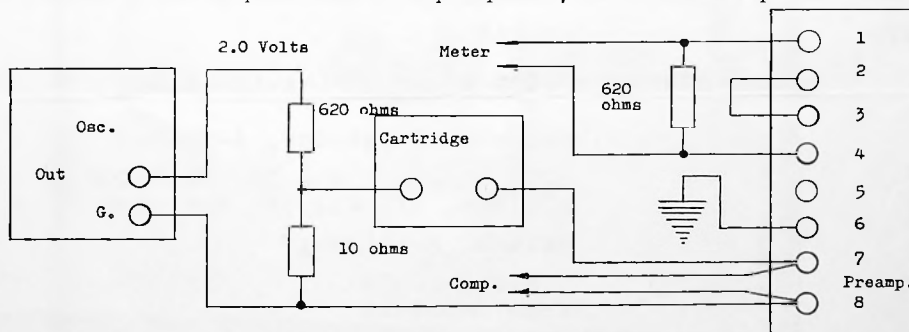 2.0 Volts
Meter
1
2
620
ohms
3
620 ohms
Osc.
Cartridge
Out
4
5
G.
6
10 ohms
7
Comp.
Preamp.
8